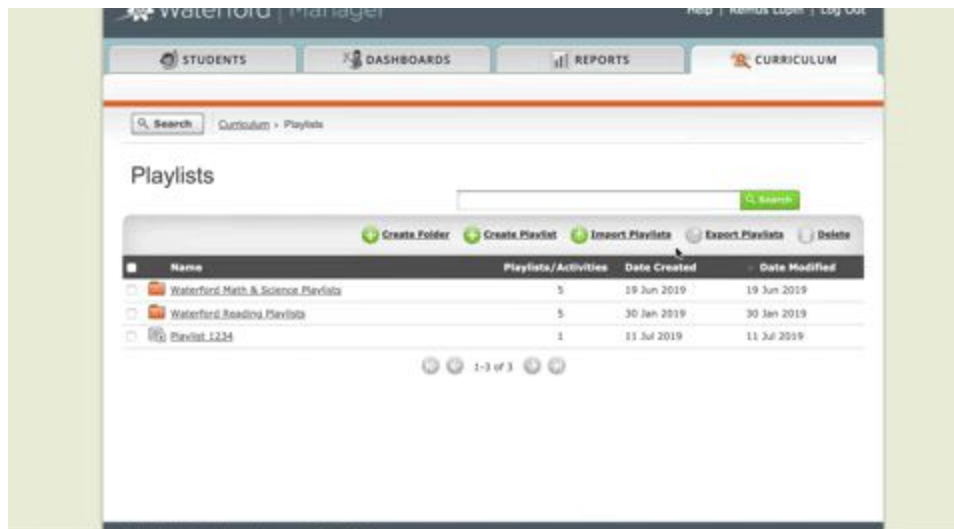 Waterford | Manager
Help | Remus Lupin | Log Out
STUDENTS DASHBOARDS REPORTS CURRICULUM
Search Curriculum › Playlists
Playlists
Search
Create Folder Create Playlist Import Playlists Export Playlists Delete
Name Playlists/Activities Date Created Date Modified
Waterford Math & Science Playlists 5 19 Jun 2019 19 Jun 2019
Waterford Reading Playlists 5 30 Jan 2019 30 Jan 2019
Playlist 1234 1 11 Jul 2019 11 Jul 2019
1-3 of 3